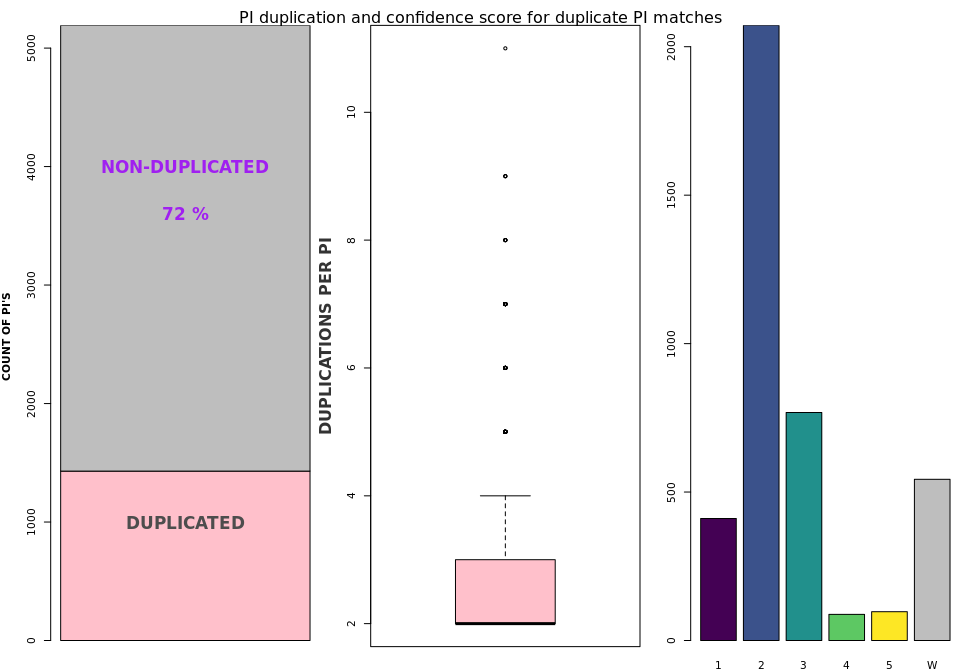 PI duplication and confidence score for duplicate PI matches
COUNT OF PI'S
0
1000
2000
3000
4000
5000
NON-DUPLICATED
72 %
DUPLICATED
DUPLICATIONS PER PI
2
4
6
8
10
0
500
1000
1500
2000
1 2 3 4 5 W